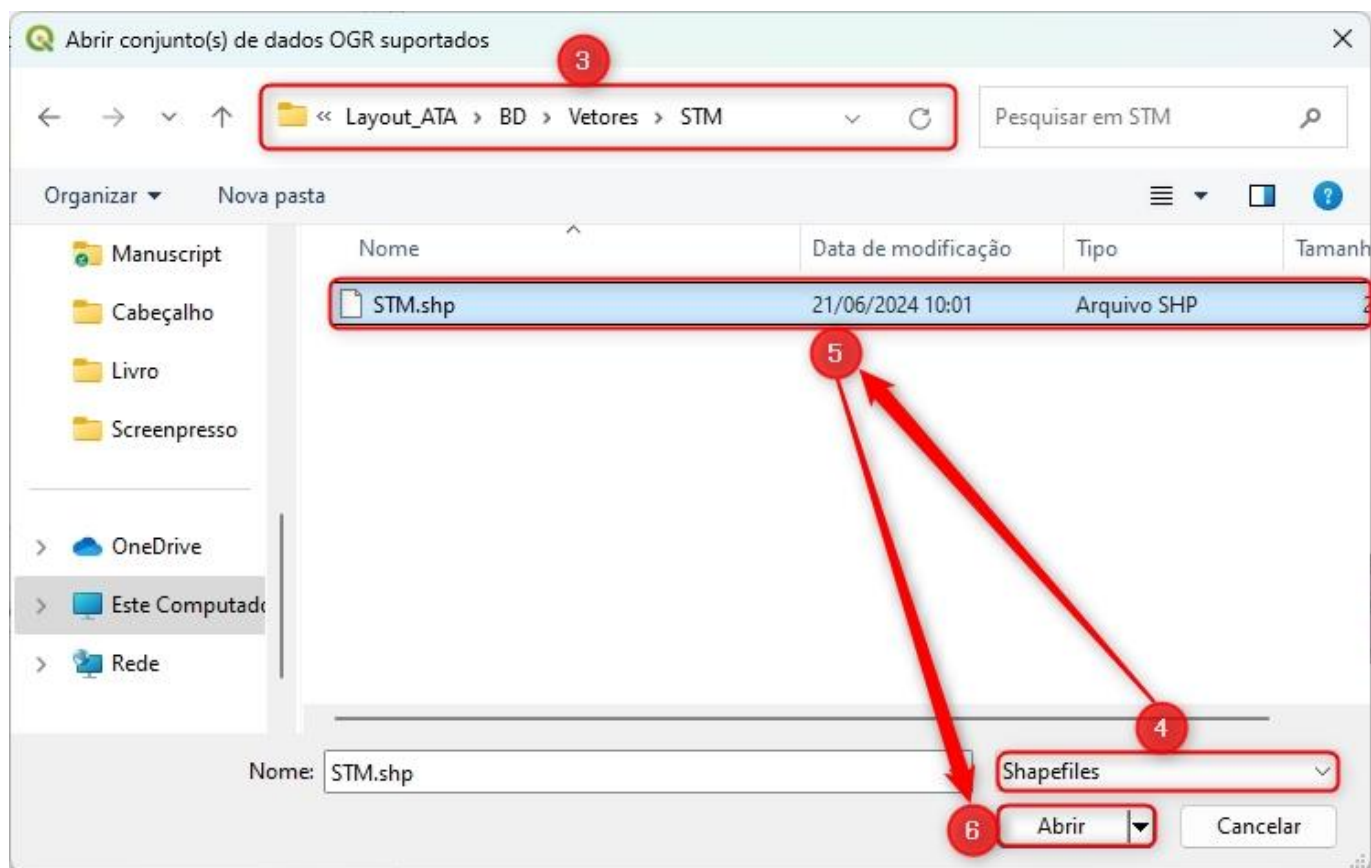 Abrir conjunto(s) de dados OGR suportados
3
« Layout_ATA > BD > Vetores > STM
Pesquisar em STM
Organizar
Nova pasta
?
Manuscript
Cabeçalho
Livro
Screenpresso
OneDrive
Este Computad
Rede
Nome
Data de modificação
Tipo
Tamanh
STM.shp
21/06/2024 10:01
Arquivo SHP
2
5
4
Nome:
STM.shp
Shapefiles
6
Abrir
Cancelar